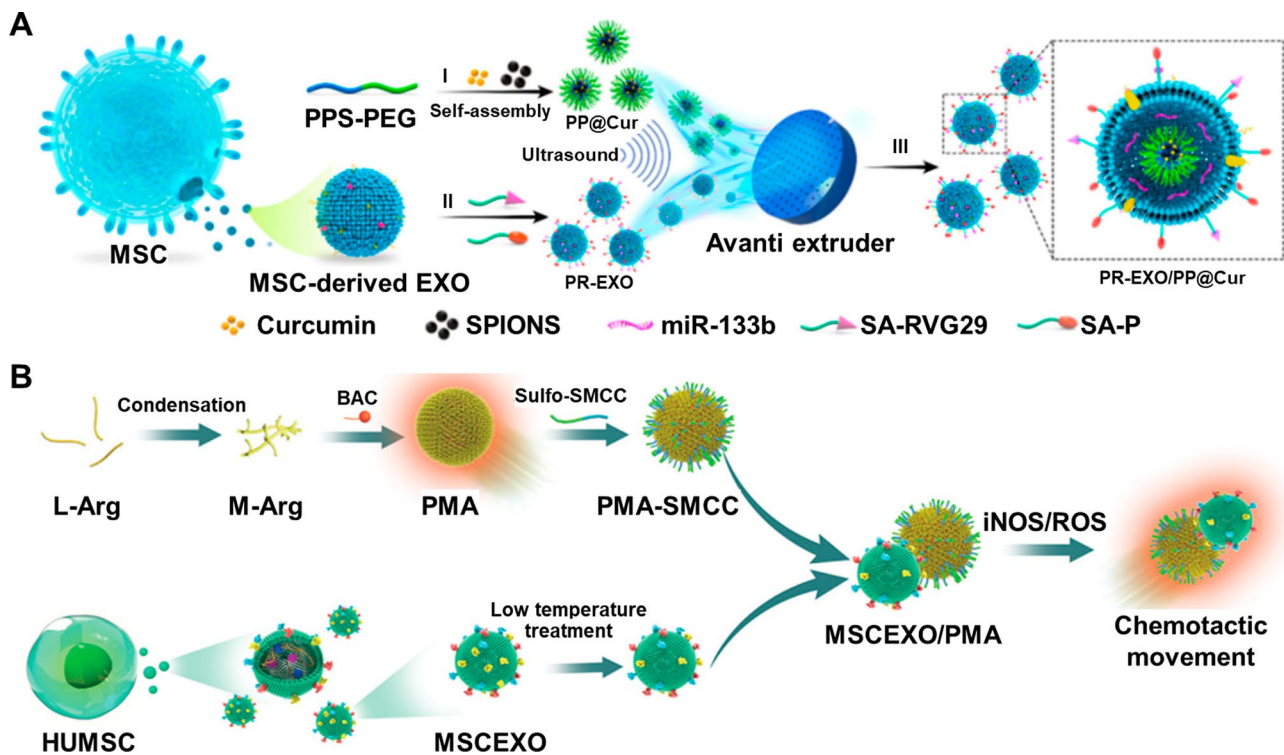 A
MSC
PPS-PEG
I
Self-assembly
PP@Cur
Ultrasound
MSC-derived EXO
II
PR-EXO
Avanti extruder
III
PR-EXO/PP@Cur
Curcumin
SPIONS
miR-133b
SA-RVG29
SA-P
B
L-Arg
Condensation
M-Arg
BAC
PMA
Sulfo-SMCC
PMA-SMCC
HUMSC
MSCEXO
Low temperature
treatment
MSCEXO/PMA
iNOS/ROS
Chemotactic
movement